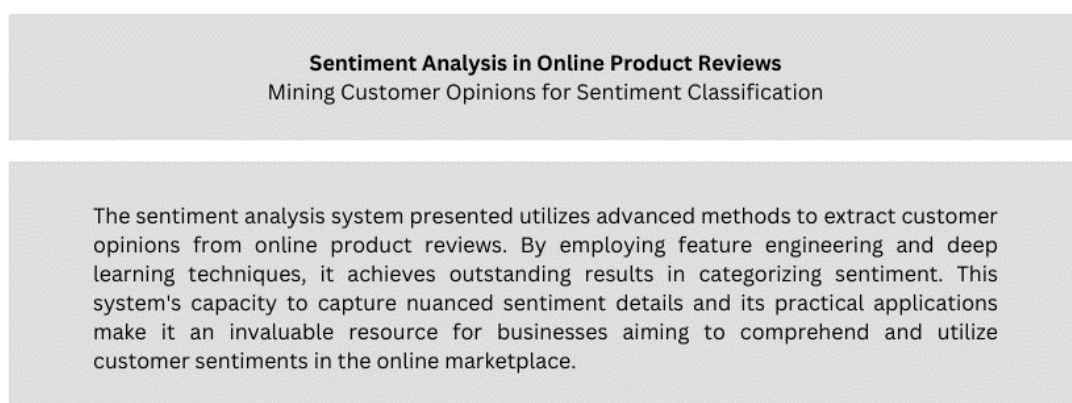 Sentiment Analysis in Online Product Reviews
Mining Customer Opinions for Sentiment Classification
The sentiment analysis system presented utilizes advanced methods to extract customer
opinions from online product reviews. By employing feature engineering and deep
learning techniques, it achieves outstanding results in categorizing sentiment. This
system's capacity to capture nuanced sentiment details and its practical applications
make it an invaluable resource for businesses aiming to comprehend and utilize
customer sentiments in the online marketplace.